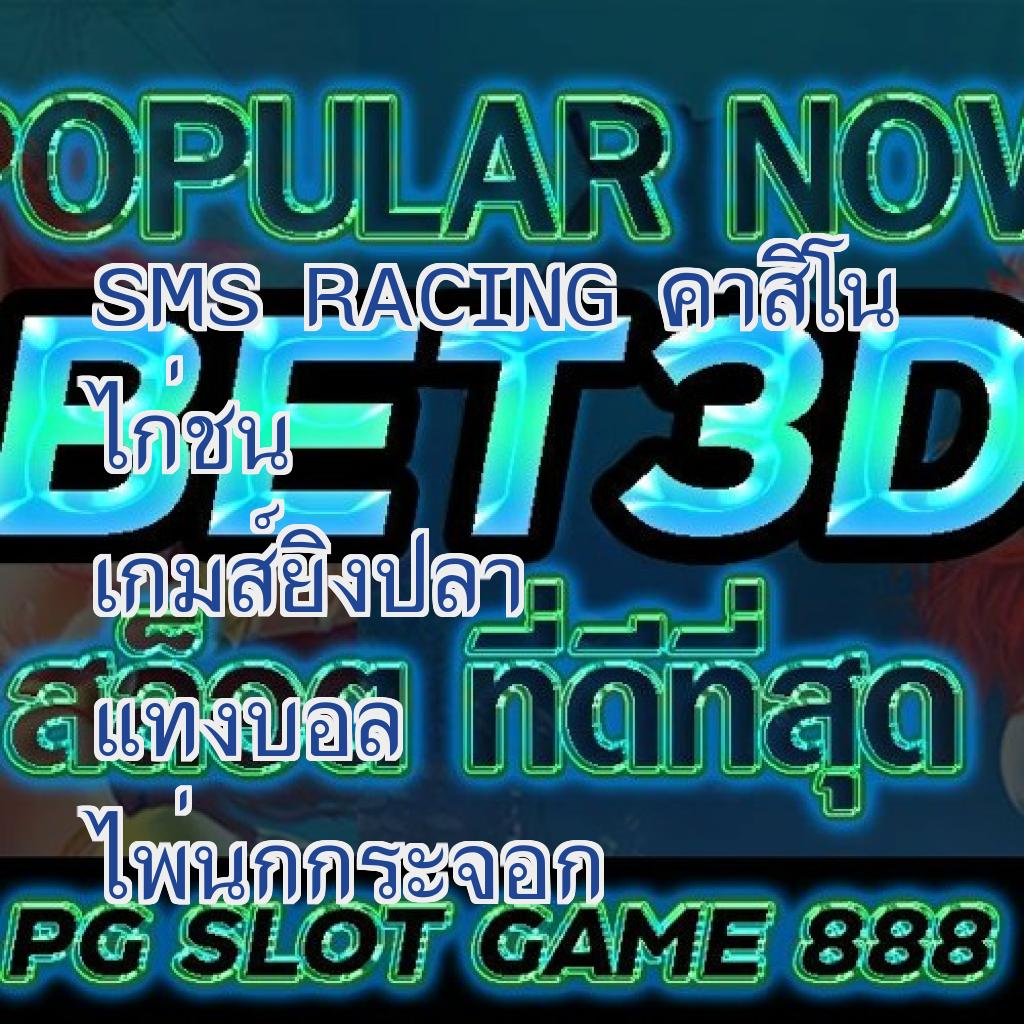 POPULAR NOW
SMS RACING คาสิโน
BET3D
ไก่ชน
เกมส์ยิงปลา
สล็อต ที่ดีที่สุด
แทงบอล
ไพ่นกกระจอก
PG SLOT GAME 888